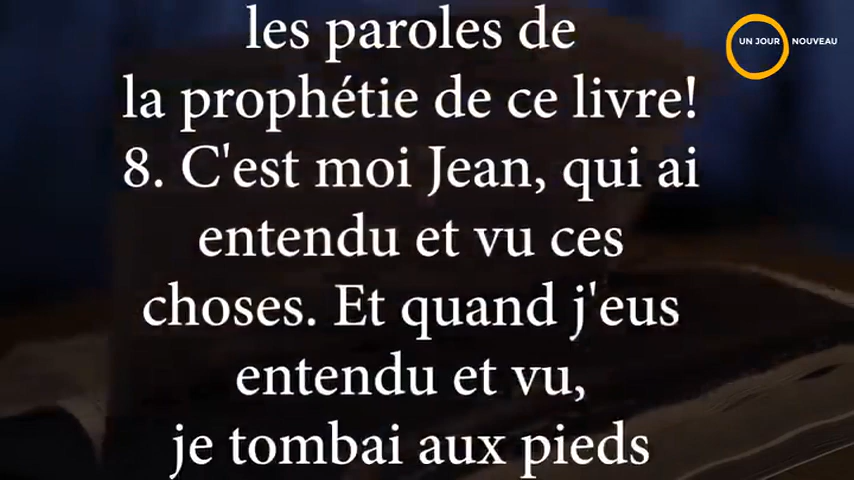 les paroles de
UN JOUR NOUVEAU
la prophétie de ce livre!
8. C'est moi Jean, qui ai
entendu et vu ces
choses. Et quand j'eus
entendu et vu,
je tombai aux pieds